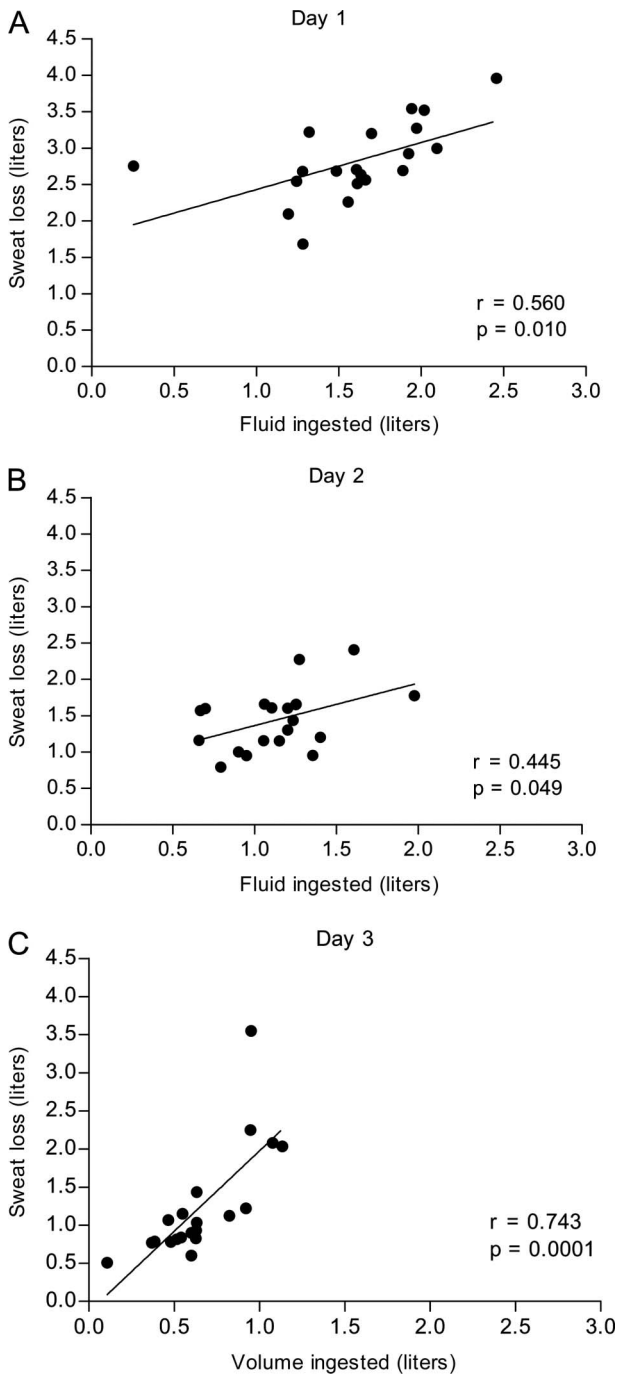 A
Day 1
4.5
4.0
3.5
3.0
2.5
2.0
1.5
1.0
0.5
0.0
Sweat loss (liters)
r = 0.560
p = 0.010
0.0 0.5 1.0 1.5 2.0 2.5 3.0
Fluid ingested (liters)
B
Day 2
4.5
4.0
3.5
3.0
2.5
2.0
1.5
1.0
0.5
0.0
Sweat loss (liters)
r = 0.445
p = 0.049
0.0 0.5 1.0 1.5 2.0 2.5 3.0
Fluid ingested (liters)
C
Day 3
4.5
4.0
3.5
3.0
2.5
2.0
1.5
1.0
0.5
0.0
Sweat loss (liters)
r = 0.743
p = 0.0001
0.0 0.5 1.0 1.5 2.0 2.5 3.0
Volume ingested (liters)